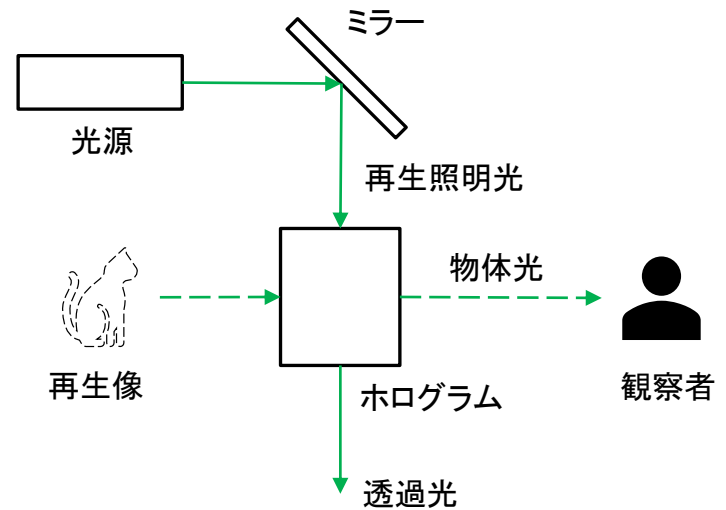 ミラー
光源
再生照明光
物体光
再生像
ホログラム
観察者
透過光